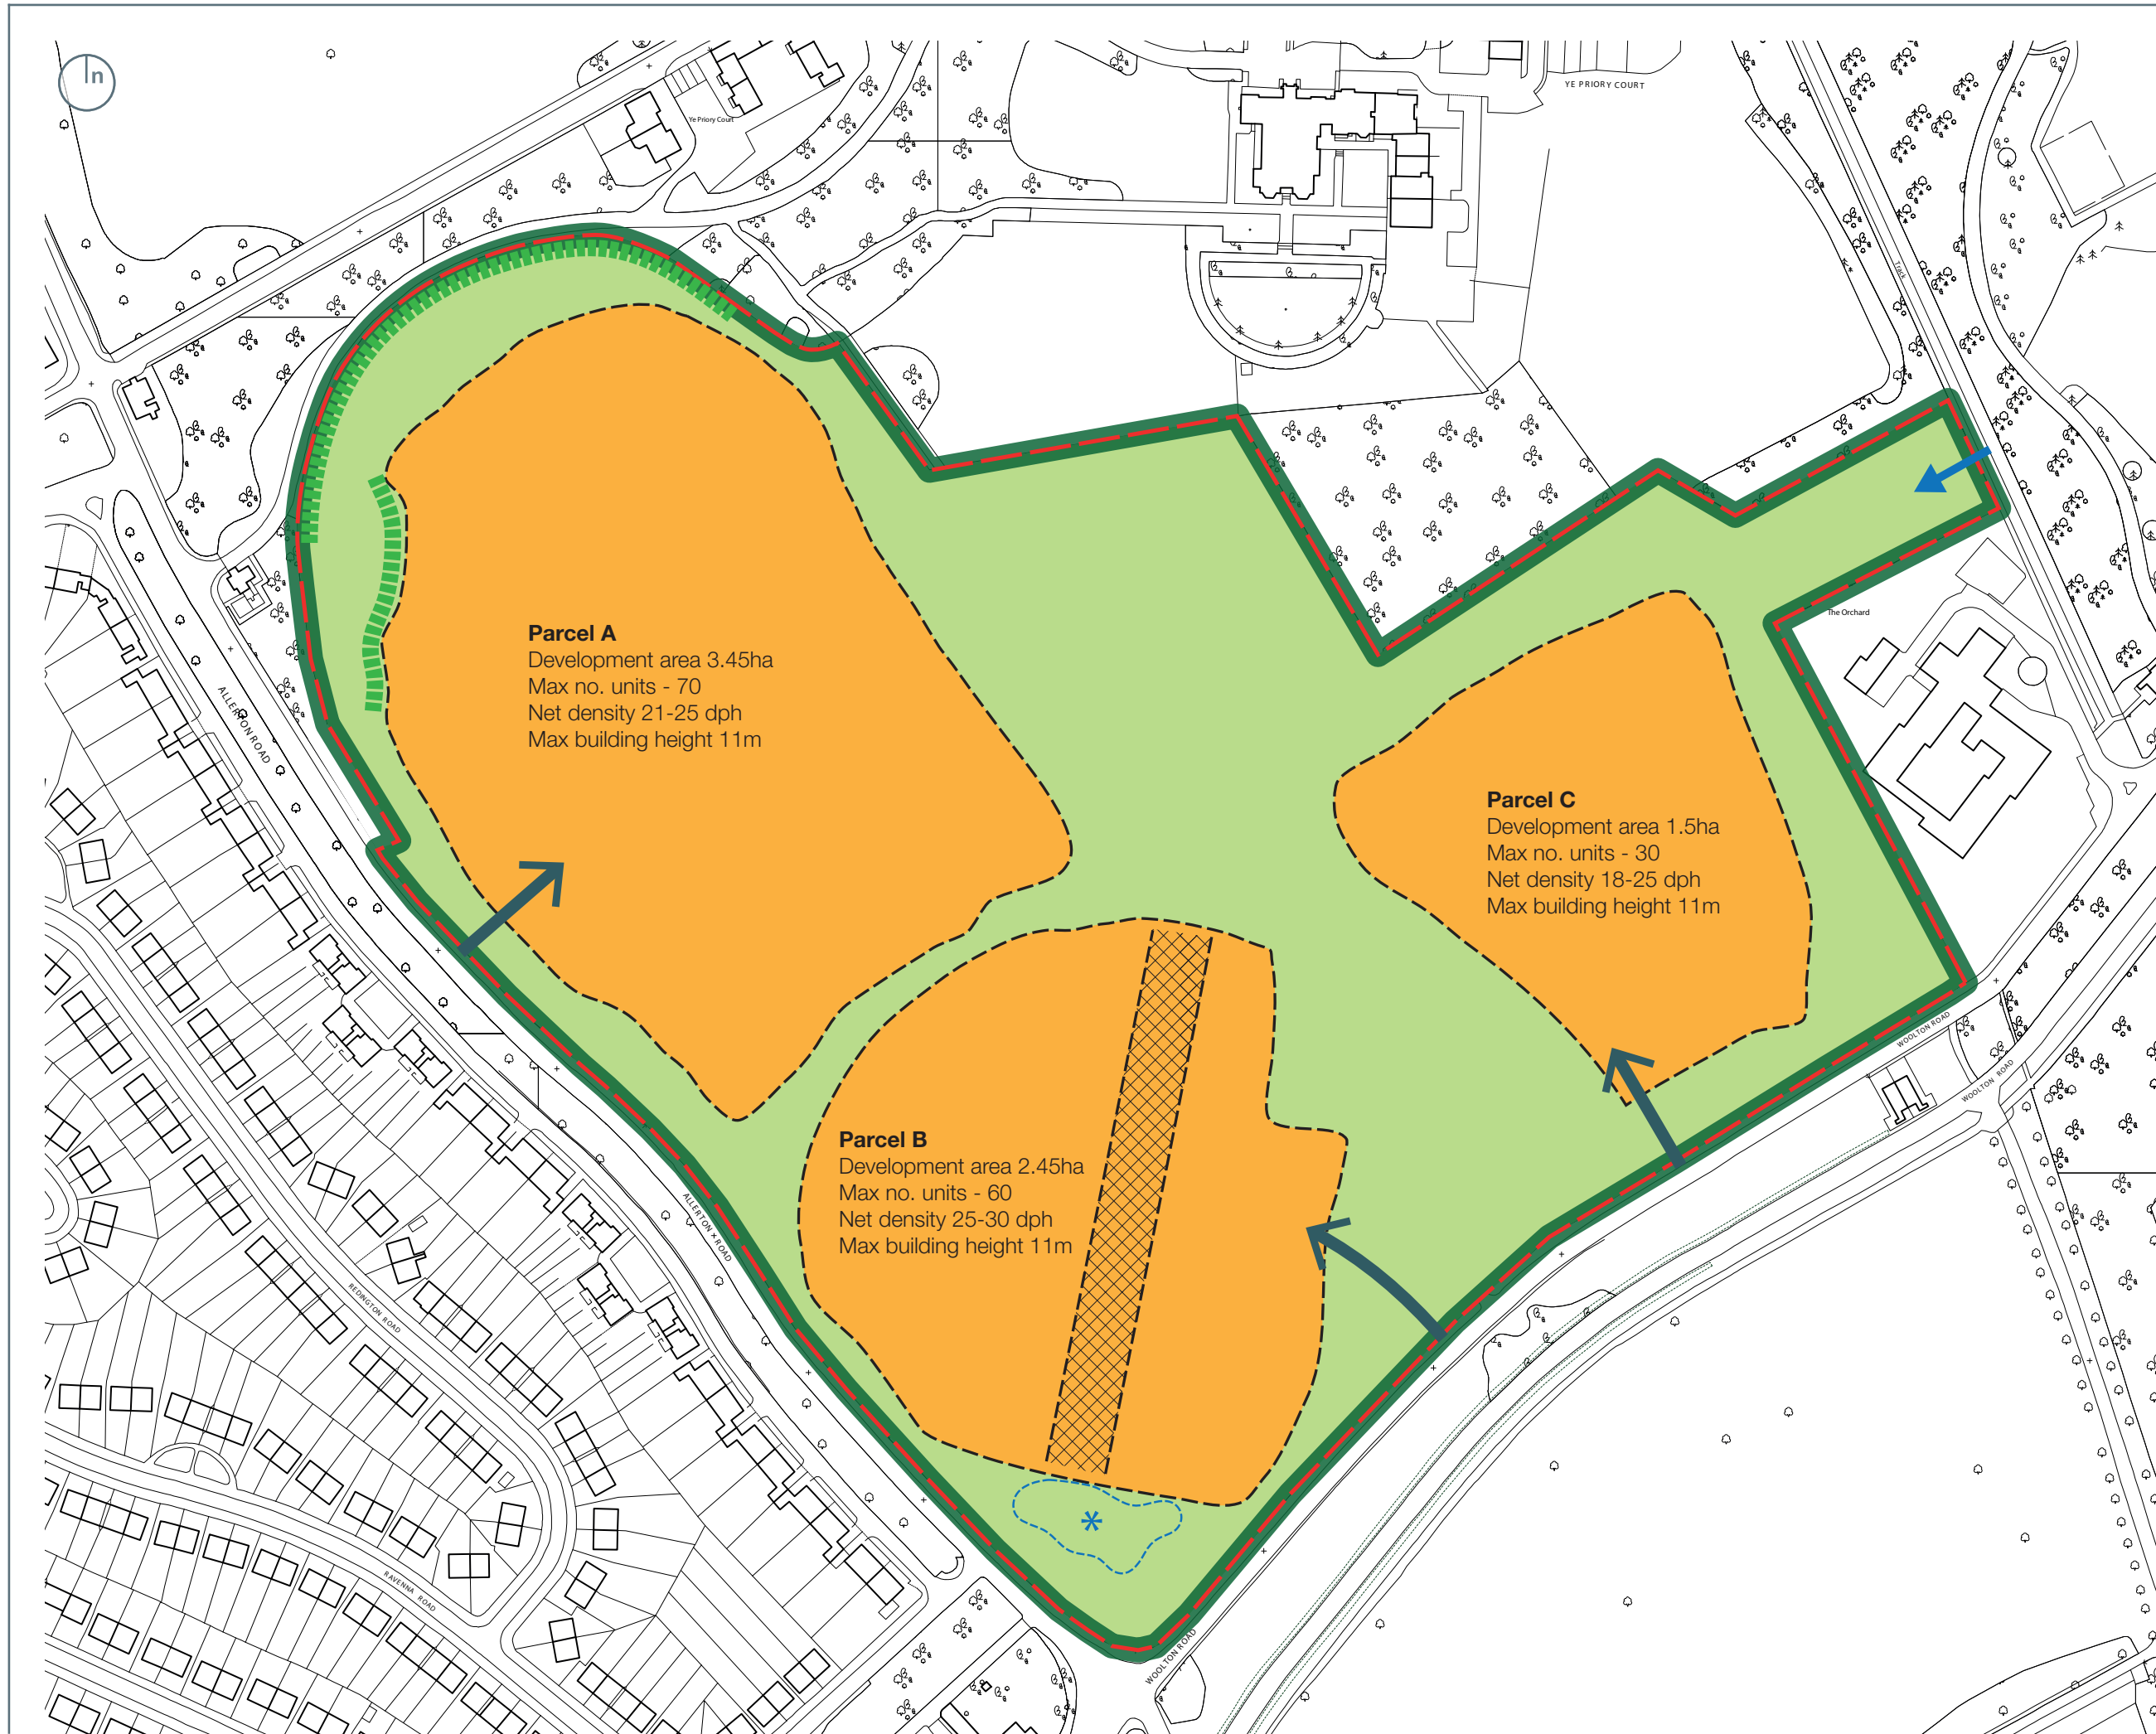 n
YE PRIORY COURT
Ye Priory Court
Track
The Orchard
Parcel A
Development area 3.45ha
Max no. units - 70
Net density 21-25 dph
Max building height 11m
ALLERTON ROAD
Parcel C
Development area 1.5ha
Max no. units - 30
Net density 18-25 dph
Max building height 11m
WOOLTON ROAD
WOOLTON ROAD
Parcel B
Development area 2.45ha
Max no. units - 60
Net density 25-30 dph
Max building height 11m
ALLERTON ROAD
REDINGTON ROAD
*
RAVENNA ROAD
WOOLTON ROAD